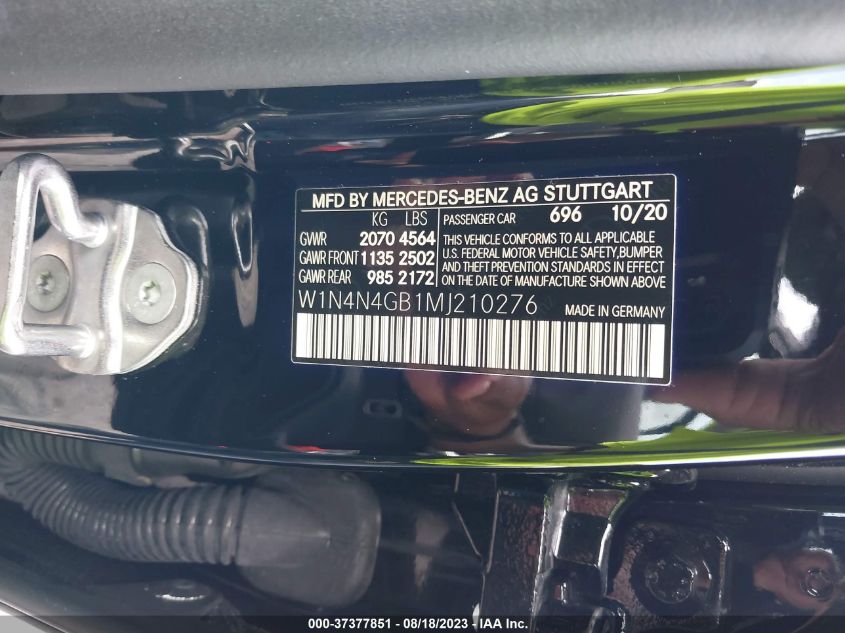 MFD BY MERCEDES-BENZ AG STUTTGART
KG LBS
GVWR 2070 4564
GAWR FRONT 1135 2502
GAWR REAR 985 2172
PASSENGER CAR 696 10/20
THIS VEHICLE CONFORMS TO ALL APPLICABLE
U.S. FEDERAL MOTOR VEHICLE SAFETY, BUMPER
AND THEFT PREVENTION STANDARDS IN EFFECT
ON THE DATE OF MANUFACTURE SHOWN ABOVE
W1N4N4GB1MJ210276
MADE IN GERMANY
000-37377851 - 08/18/2023 - IAA Inc.